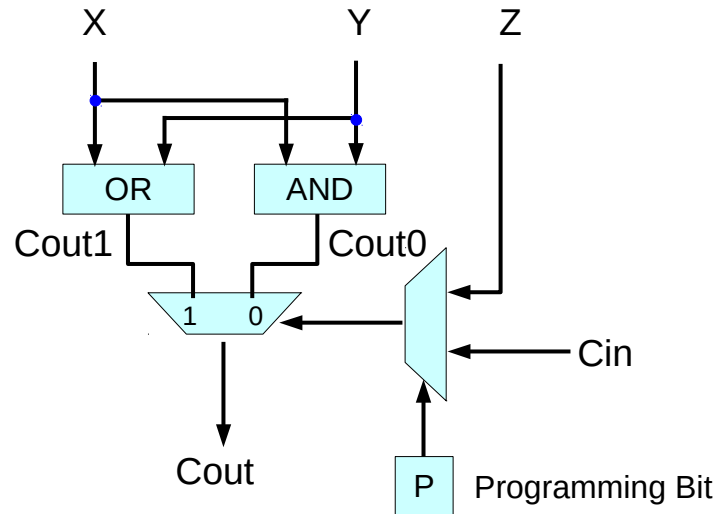 X
Y
Z
OR
AND
Cout1
Cout0
1
0
Cin
Cout
P
Programming Bit